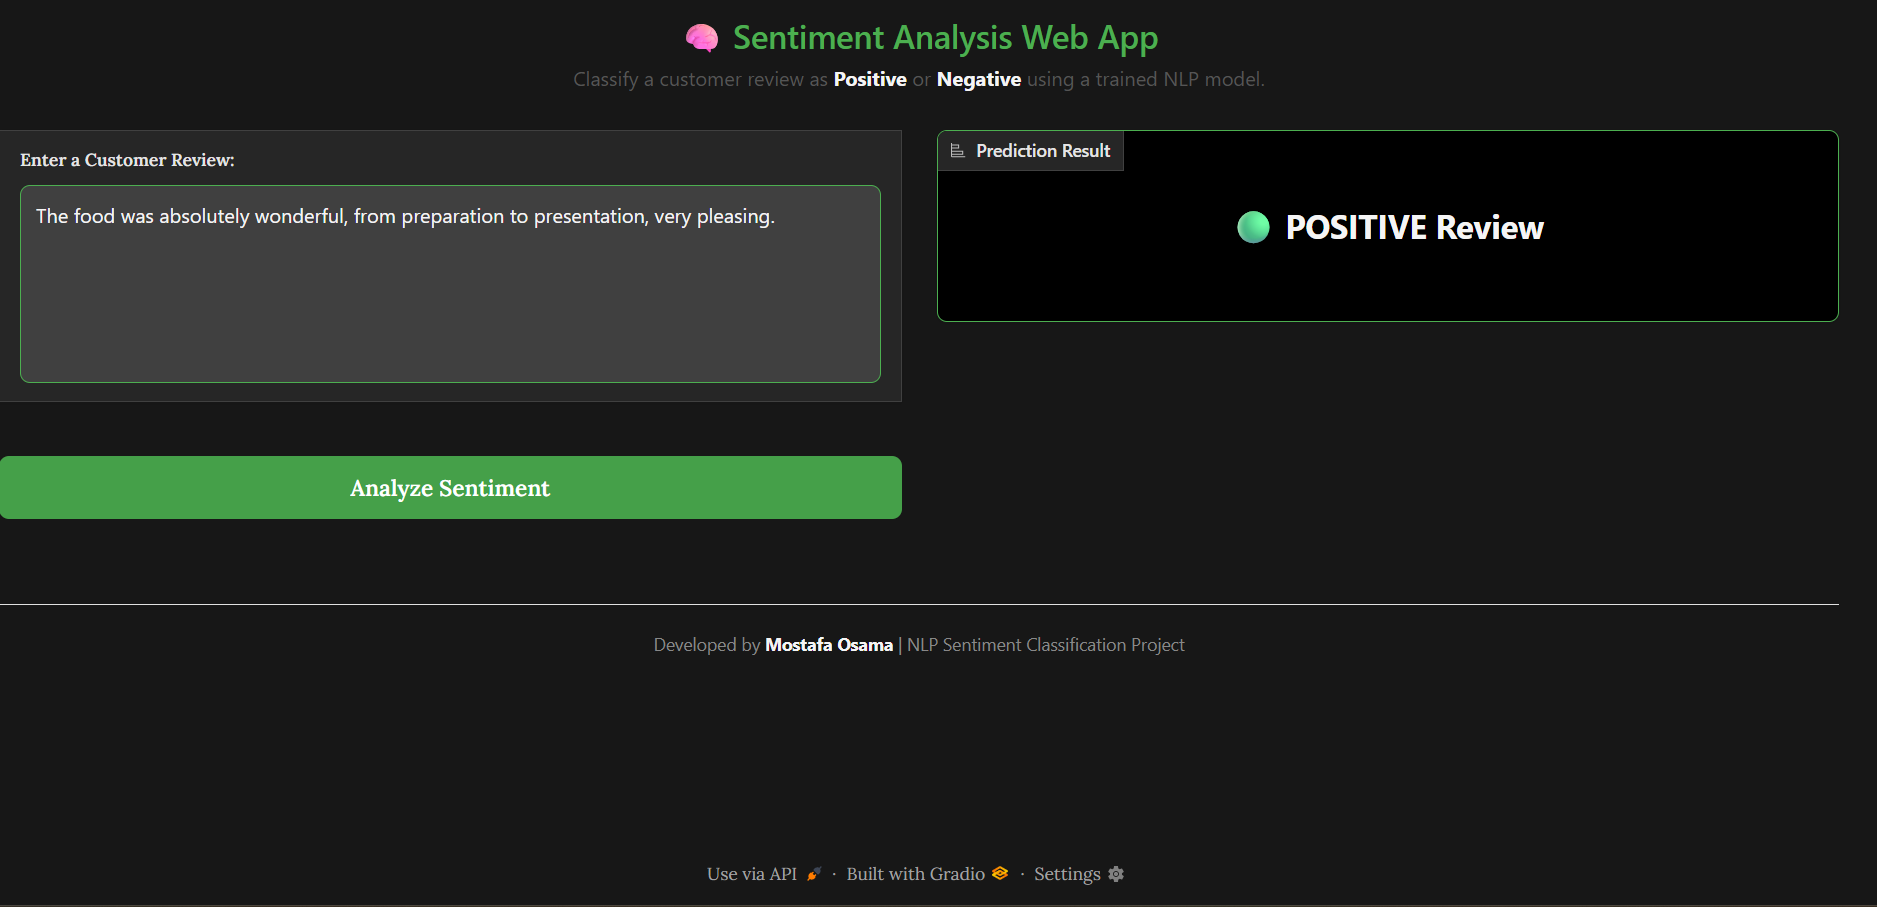 Sentiment Analysis Web App
Classify a customer review as Positive or Negative using a trained NLP model.
Enter a Customer Review:
The food was absolutely wonderful, from preparation to presentation, very pleasing.
Analyze Sentiment
Prediction Result
POSITIVE Review
Developed by Mostafa Osama | NLP Sentiment Classification Project
Use via API · Built with Gradio · Settings